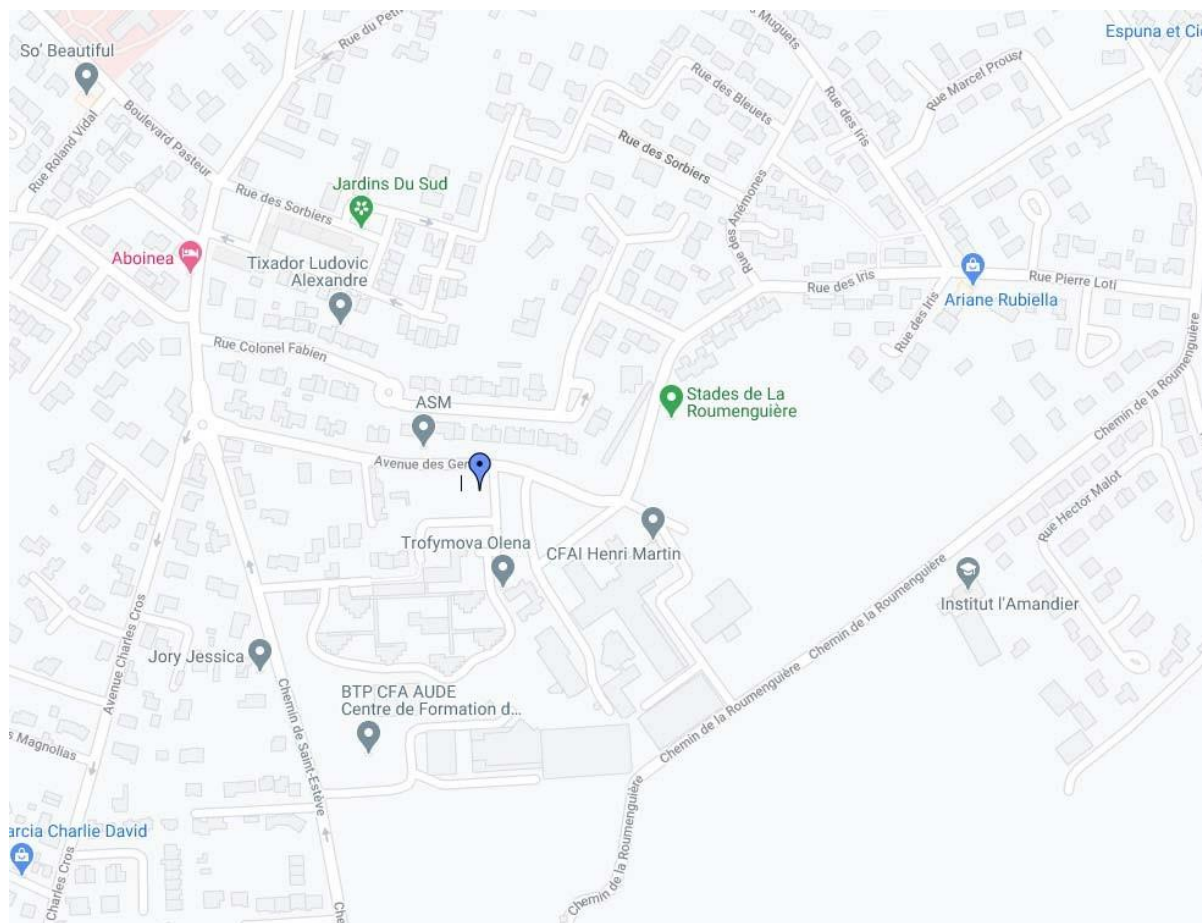 So' Beautiful
Rue du Petit
Muguets
Espuna et Cie
Rue Roland Vidal
Boulevard Pasteur
Rue des Bleuets
Rue des Iris
Rue Marcel Proust
Rue des Sorbiers
Jardins Du Sud
Rue des Sorbiers
Rue des Anémones
Aboinea
Tixador Ludovic
Alexandre
Rue des Iris
Rue Pierre Loti
Ariane Rubiella
Rue des Iris
Rue Colonel Fabien
Chemin de la Roumenguière
ASM
Stades de La
Roumenguière
Avenue des
Rue Hector Malot
Trofymova Olena
CFAI Henri Martin
Chemin de la Roumenguière
Institut l'Amandier
Avenue Charles Cros
Jory Jessica
Chemin de Saint-Estève
BTP CFA AUDE
Centre de Formation d...
Chemin de la Roumenguière
Magnolias
Chemin de la Roumenguière
arcia Charlie David
Charles Cros
Chemin de la Roumenguière